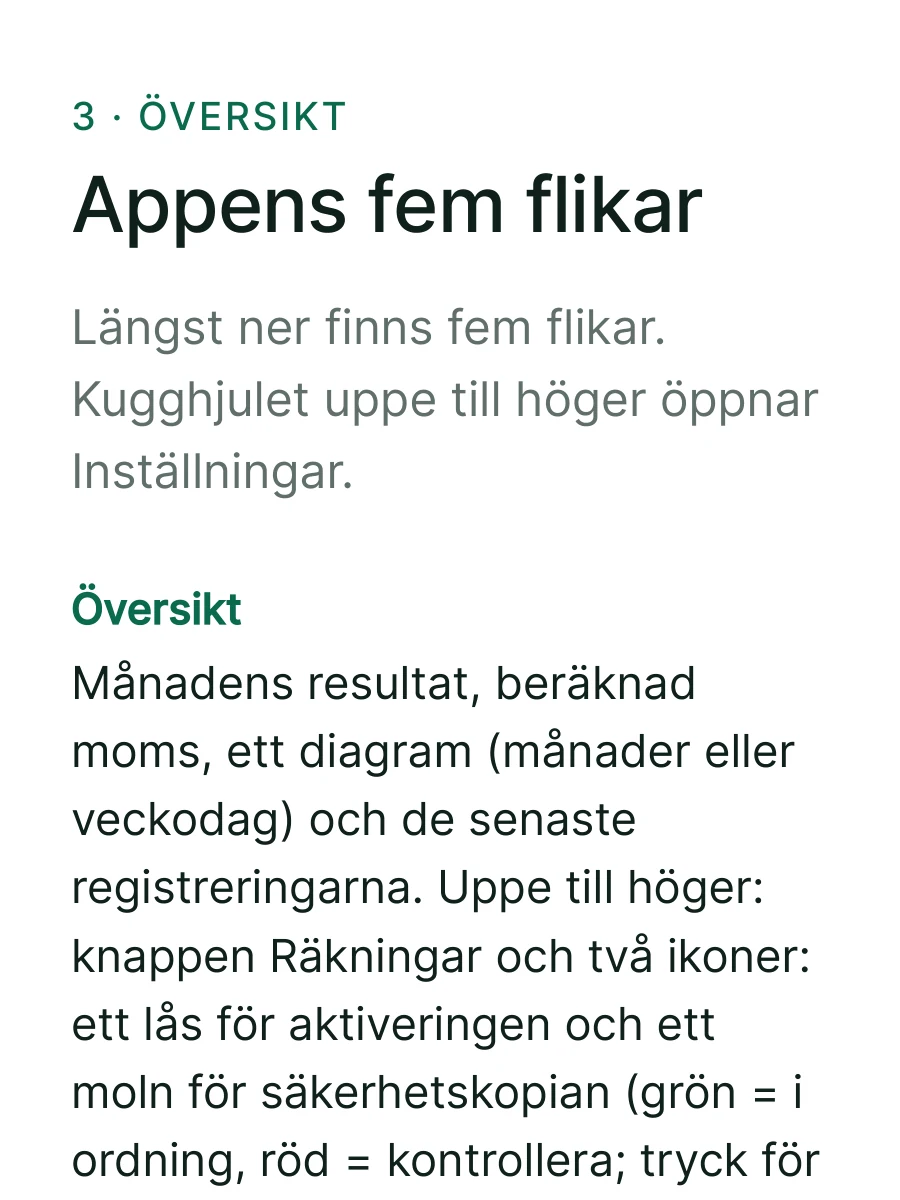 3 · ÖVERSIKT
Appens fem flikar
Längst ner finns fem flikar.
Kugghjulet uppe till höger öppnar
Inställningar.
Översikt
Månadens resultat, beräknad
moms, ett diagram (månader eller
veckodag) och de senaste
registreringarna. Uppe till höger:
knappen Räkningar och två ikoner:
ett lås för aktiveringen och ett
moln för säkerhetskopian (grön = i
ordning, röd = kontrollera; tryck för